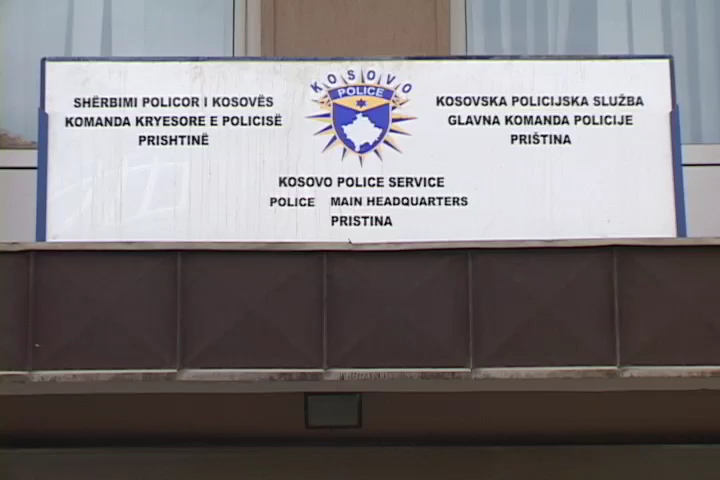 SHËRBIMI POLICOR I KOSOVËS
KOMANDA KRYESORE E POLICISË
PRISHTINË
KOSOVO
POLICE
KOSOVSKA POLICIJSKA SLUŽBA
GLAVNA KOMANDA POLICIJE
PRIŠTINA
KOSOVO POLICE SERVICE
POLICE MAIN HEADQUARTERS
PRISTINA